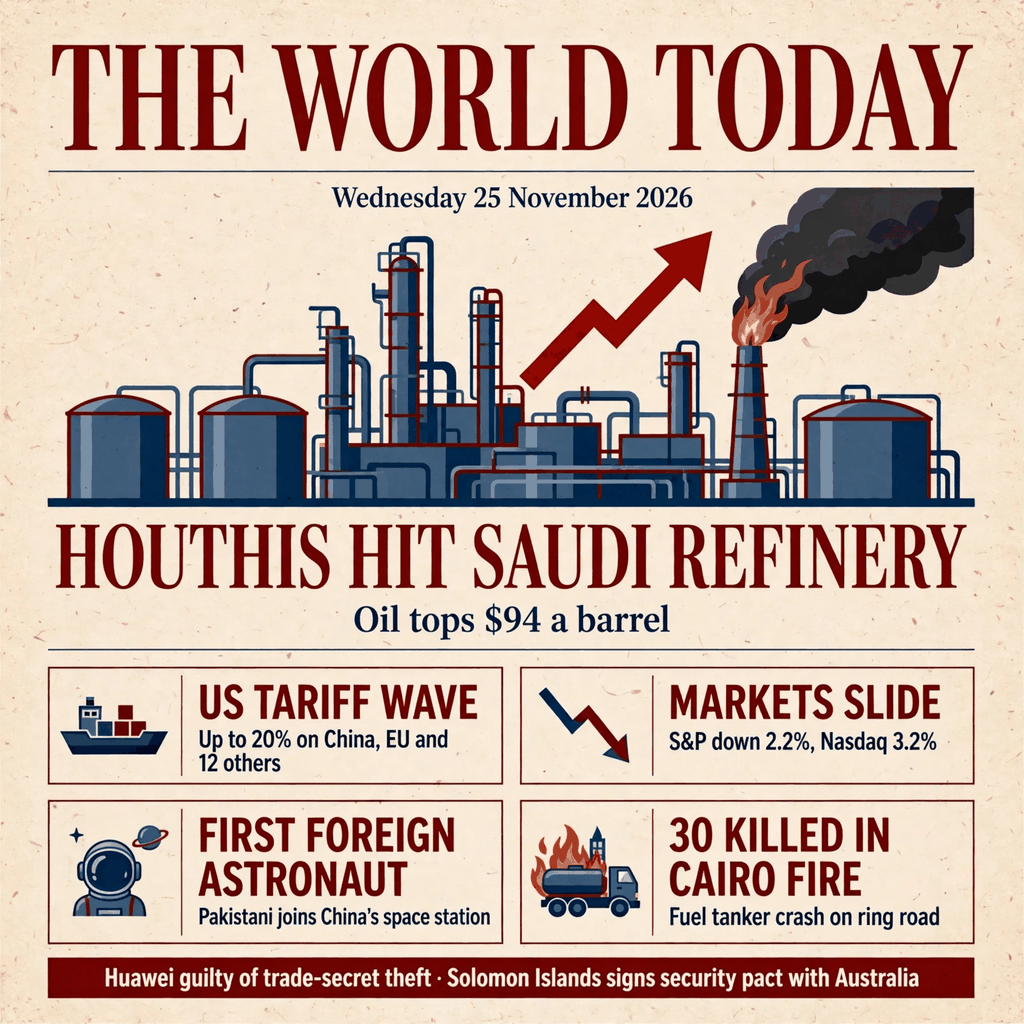 THE WORLD TODAY
Wednesday 25 November 2026
HOUTHIS HIT SAUDI REFINERY
Oil tops $94 a barrel
US TARIFF WAVE
Up to 20% on China, EU and
12 others
MARKETS SLIDE
S&P down 2.2%, Nasdaq 3.2%
FIRST FOREIGN
ASTRONAUT
Pakistani joins China's space station
30 KILLED IN
CAIRO FIRE
Fuel tanker crash on ring road
Huawei guilty of trade-secret theft · Solomon Islands signs security pact with Australia